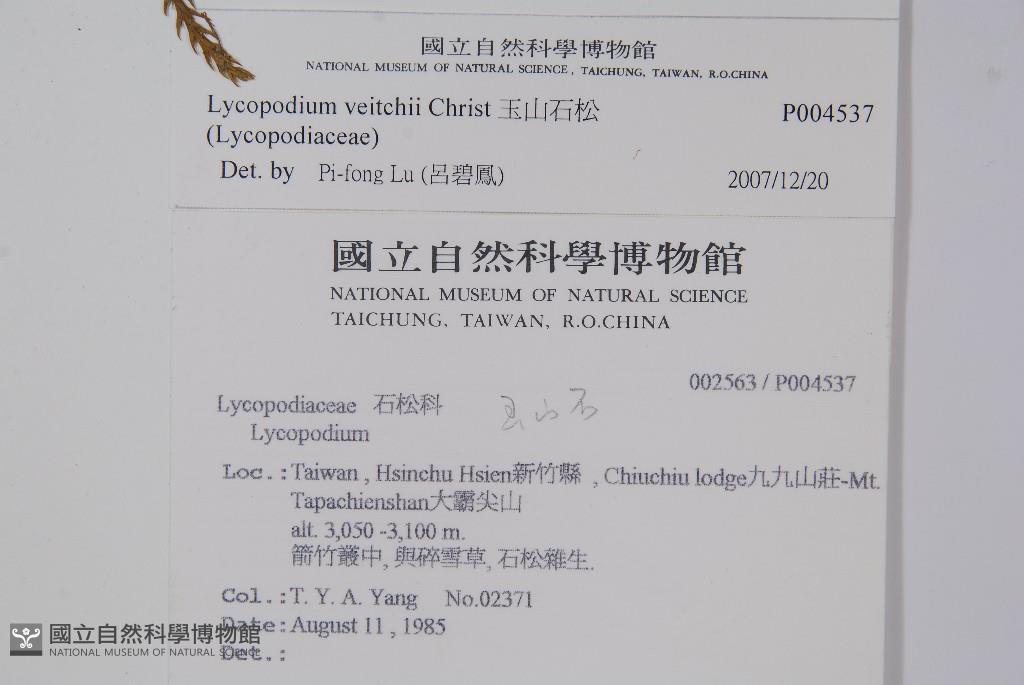 國立自然科學博物館
NATIONAL MUSEUM OF NATURAL SCIENCE, TAICHUNG, TAIWAN, R.O.CHINA
Lycopodium veitchii Christ 玉山石松
P004537
(Lycopodiaceae)
Det. by Pi-fong Lu (呂碧鳳)
2007/12/20
國立自然科學博物館
NATIONAL MUSEUM OF NATURAL SCIENCE
TAICHUNG, TAIWAN, R.O.CHINA
002563 / P004537
Lycopodiaceae 石松科
玉山石
Lycopodium
Loc.: Taiwan , Hsinchu Hsien新竹縣 , Chiuchiu lodge九九山莊-Mt.
Tapachienshan大霸尖山
alt. 3,050 -3,100 m.
箭竹叢中, 與碎雪草, 石松雜生.
Col.: T. Y. A. Yang No.02371
Date: August 11 , 1985
Det.:
國立自然科學博物館
NATIONAL MUSEUM OF NATURAL SCIENCE